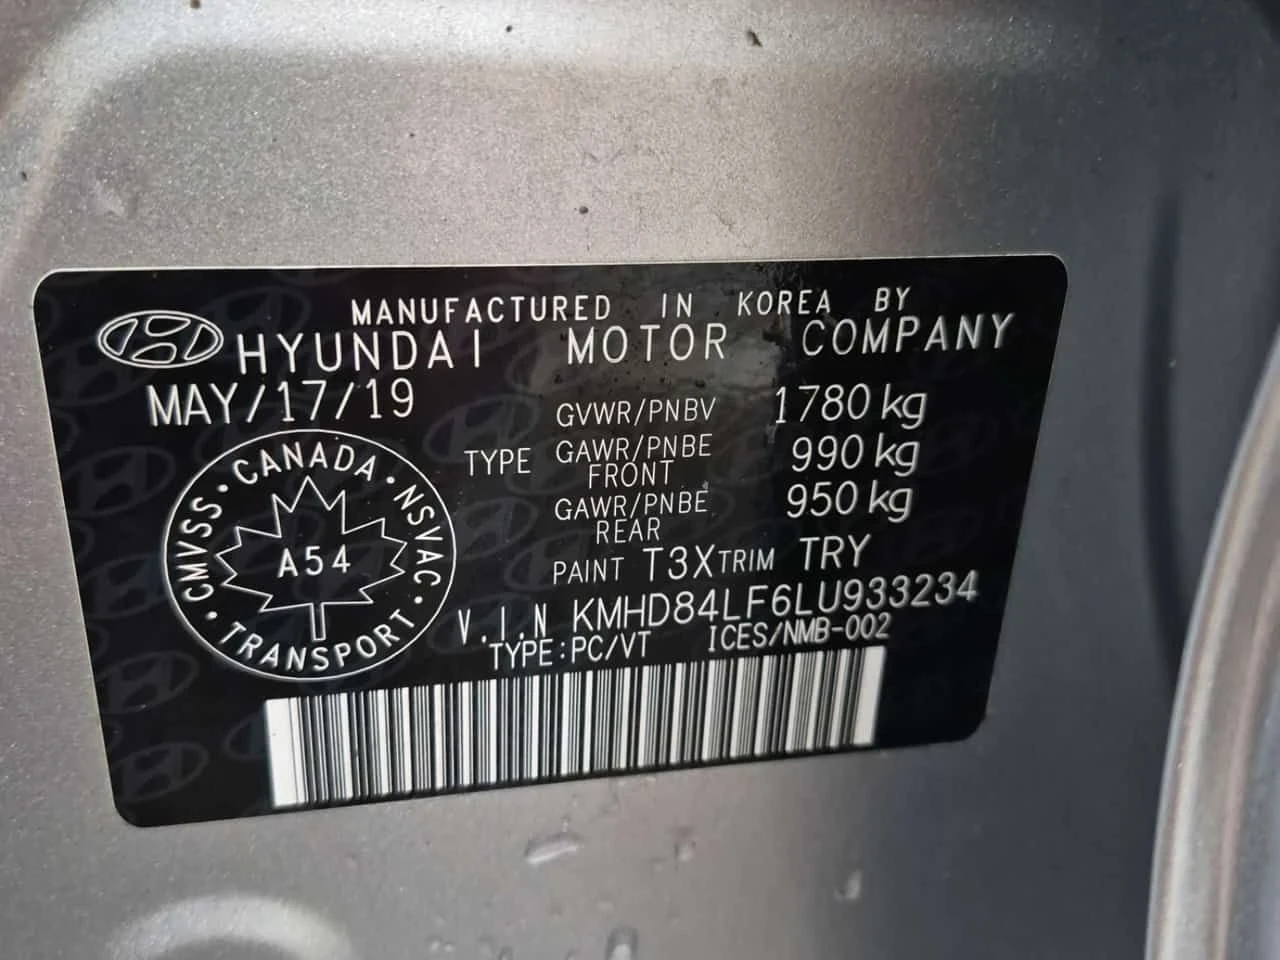 MANUFACTURED IN KOREA BY
HYUNDAI MOTOR COMPANY
MAY/17/19
GVWR/PNBV 1780 kg
TYPE GAWR/PNBE FRONT 990 kg
GAWR/PNBE REAR 950 kg
PAINT T3X TRIM TRY
V.I.N KMHD84LF6LU933234
TYPE:PC/VT ICES/NMB-002
CMVSS · CANADA · NSVAC · TRANSPORT ·
A54